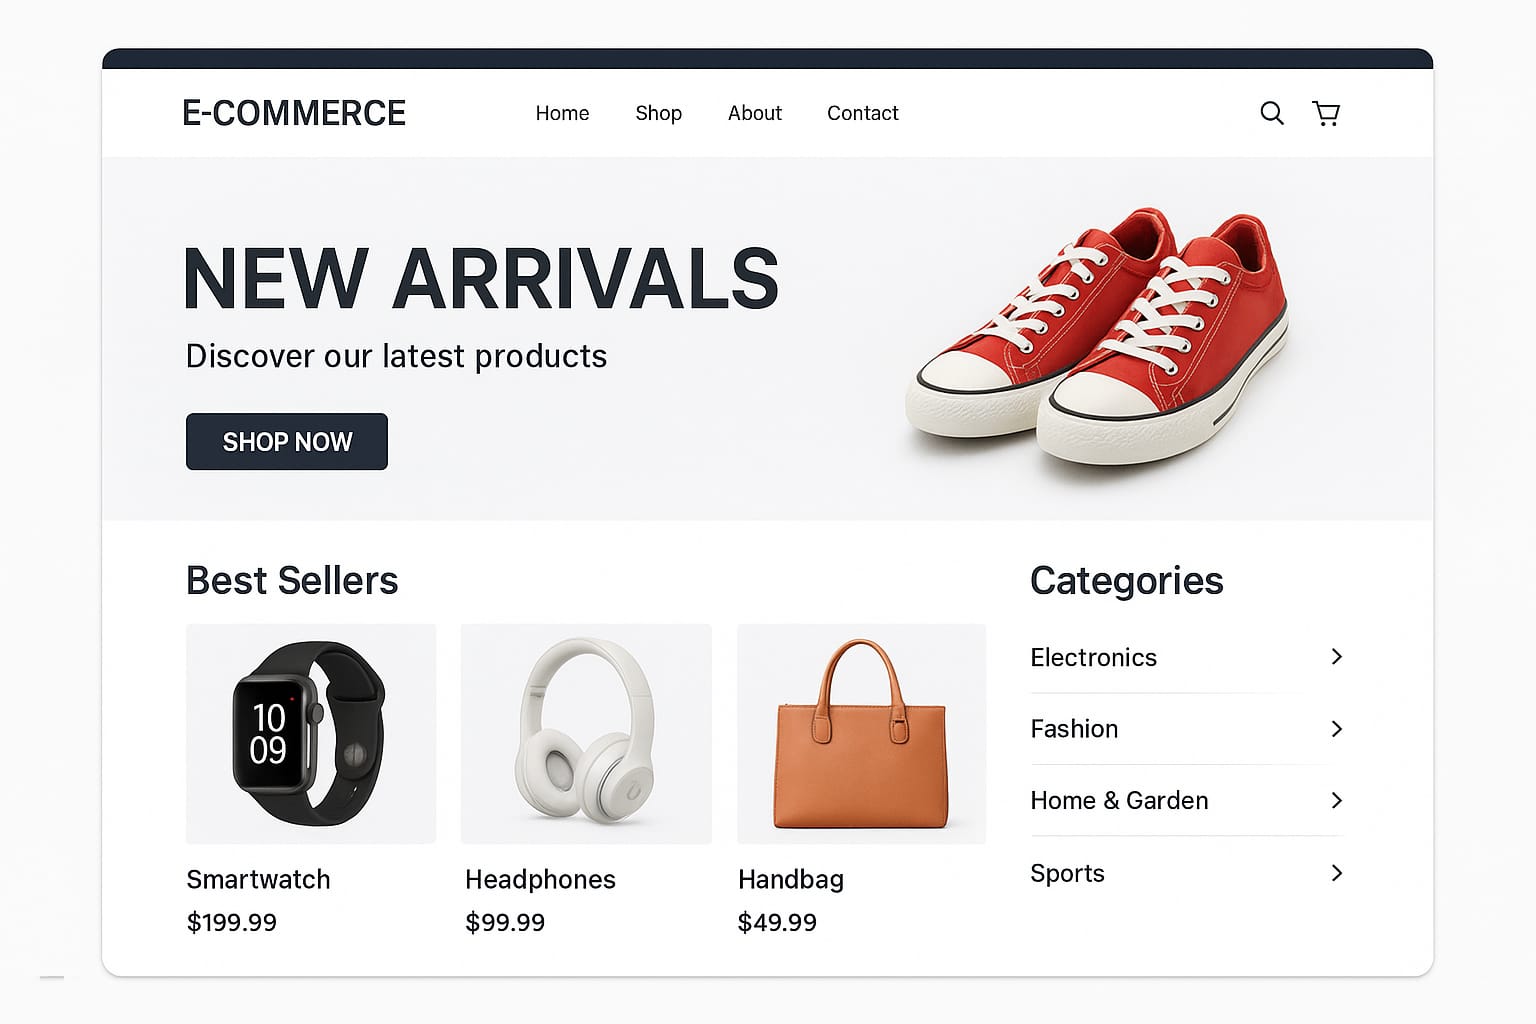 E-COMMERCE
Home
Shop
About
Contact
NEW ARRIVALS
Discover our latest products
SHOP NOW
Best Sellers
10
09
Smartwatch
$199.99
Headphones
$99.99
Handbag
$49.99
Categories
Electronics
Fashion
Home & Garden
Sports